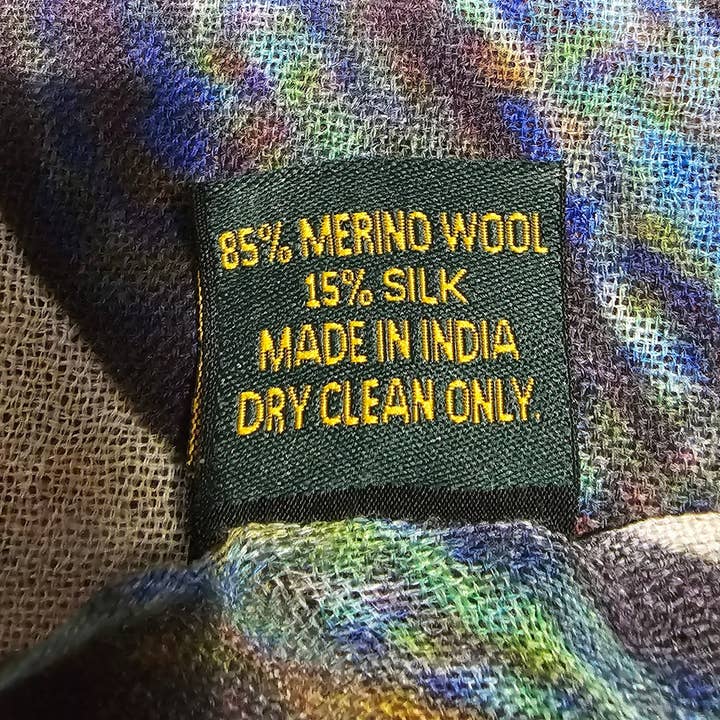 85% MERINO WOOL
15% SILK
MADE IN INDIA
DRY CLEAN ONLY.